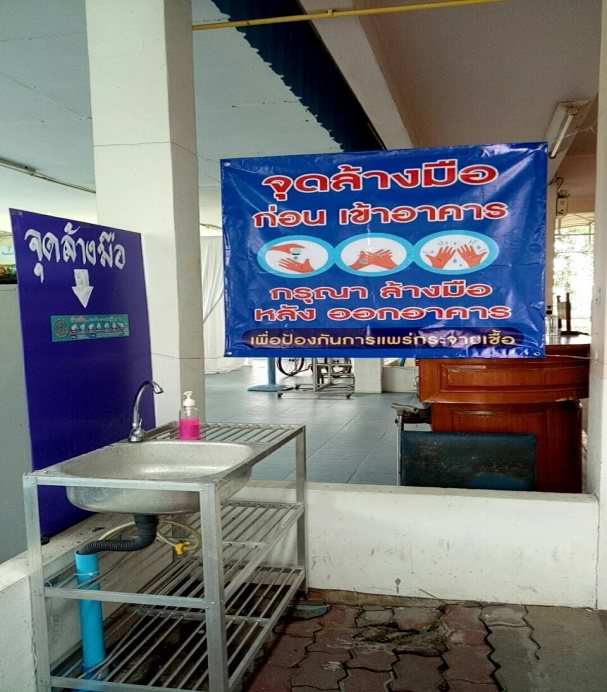 จุดล้างมือ
จุดล้างมือ
ก่อน เข้าอาคาร
กรุณา ล้างมือ
หลัง ออกอาคาร
เพื่อป้องกันการแพร่กระจายเชื้อ